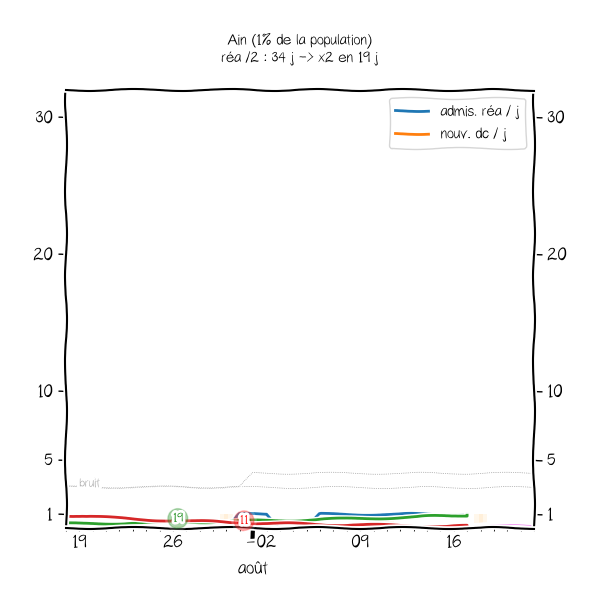 Ain (1% de la population)
réa /2 : 34 j -> x2 en 19 j
admis. réa / j
nouv. dc / j
30
30
20
20
10
10
5
5
bruit
1
19
11
1
19
26
02
09
16
août